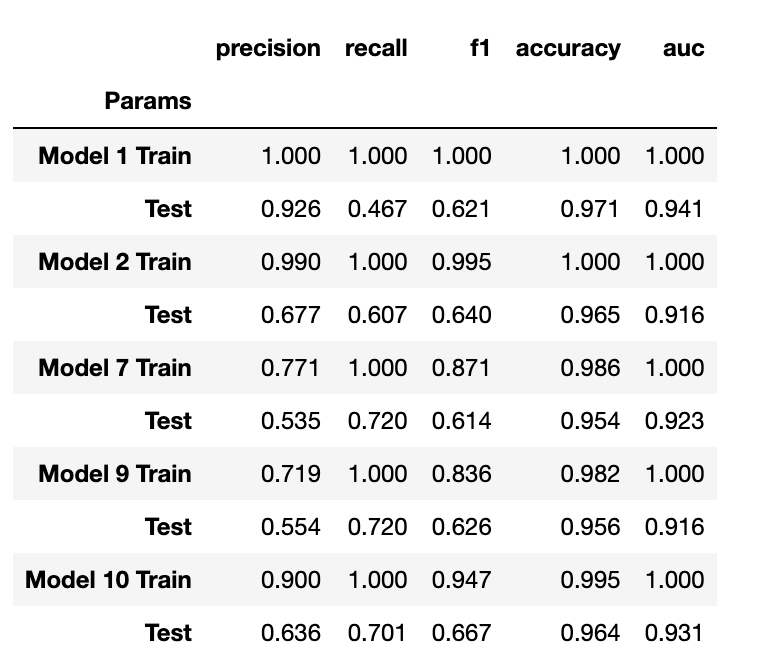 precision recall f1 accuracy auc
Params
Model 1 Train 1.000 1.000 1.000 1.000 1.000
Test 0.926 0.467 0.621 0.971 0.941
Model 2 Train 0.990 1.000 0.995 1.000 1.000
Test 0.677 0.607 0.640 0.965 0.916
Model 7 Train 0.771 1.000 0.871 0.986 1.000
Test 0.535 0.720 0.614 0.954 0.923
Model 9 Train 0.719 1.000 0.836 0.982 1.000
Test 0.554 0.720 0.626 0.956 0.916
Model 10 Train 0.900 1.000 0.947 0.995 1.000
Test 0.636 0.701 0.667 0.964 0.931